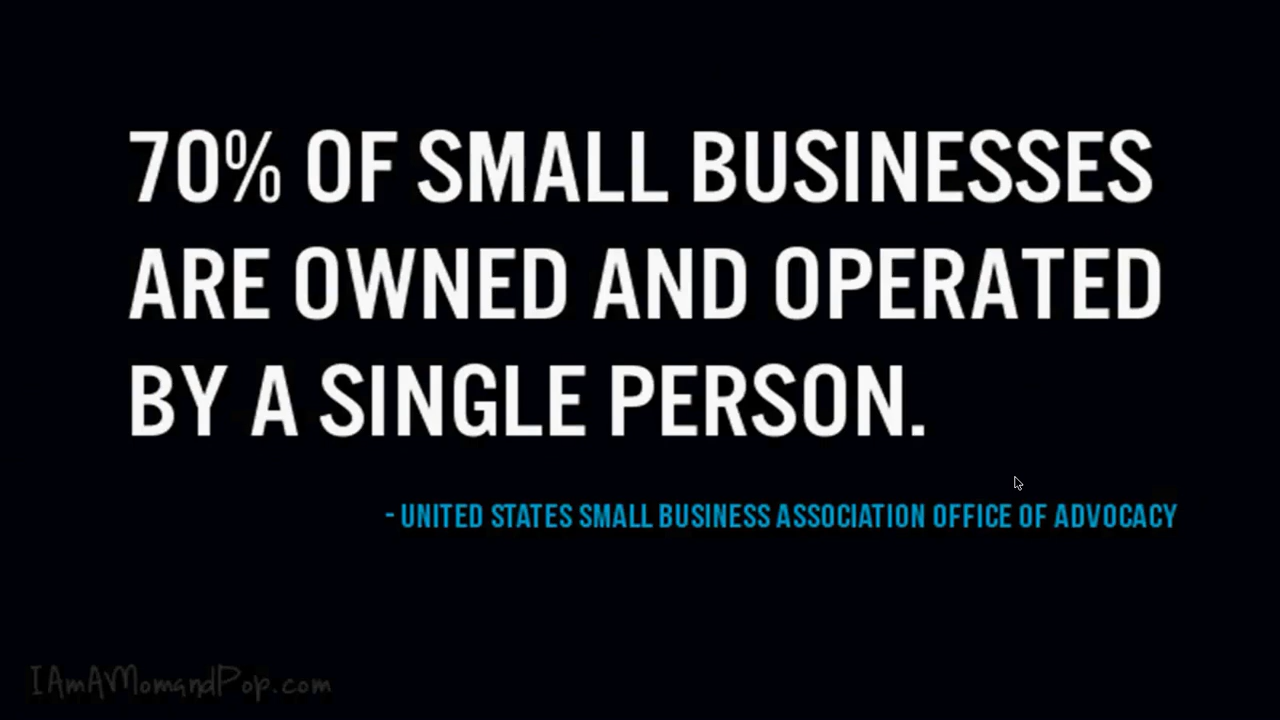 70% OF SMALL BUSINESSES
ARE OWNED AND OPERATED
BY A SINGLE PERSON.
- UNITED STATES SMALL BUSINESS ASSOCIATION OFFICE OF ADVOCACY
IAmAMomandPop.com